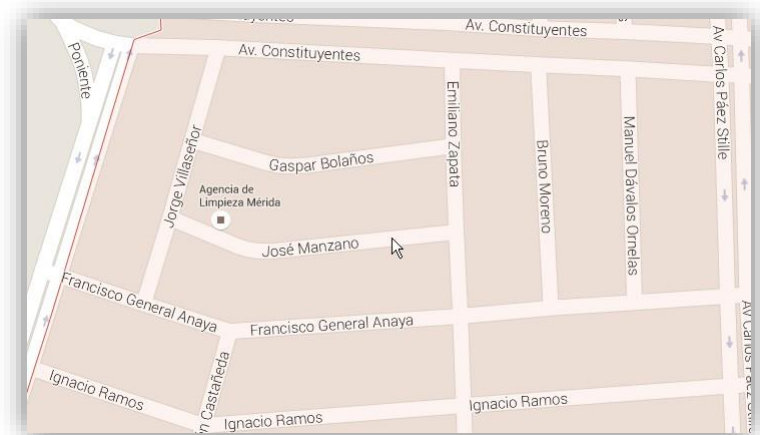 Av. Constituyentes
Av. Constituyentes
Poniente
Av Carlos Páez Stille
Emiliano Zapata
Jorge Villaseñor
Gaspar Bolaños
Bruno Moreno
Manuel Dávalos Ornelas
Agencia de
Limpieza Mérida
José Manzano
Francisco General Anaya
Francisco General Anaya
Av Carlos Páez Stille
Ignacio Ramos
Ignacio Ramos
Ignacio Ramos